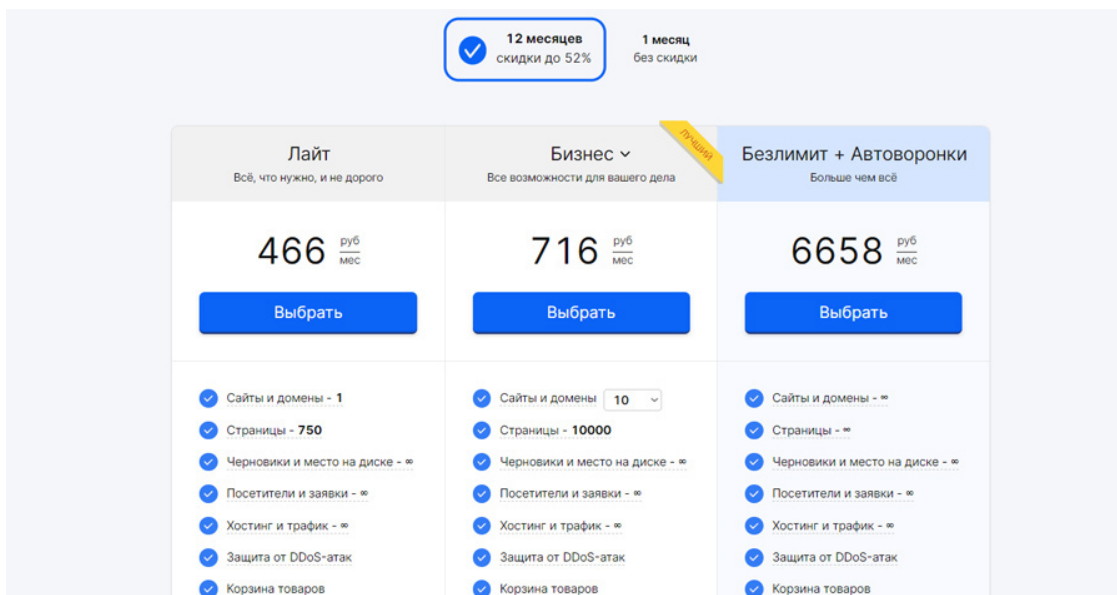 12 месяцев
скидки до 52%
1 месяц
без скидки
Лайт
Всё, что нужно, и не дорого
466 руб
мес
Выбрать
Сайты и домены - 1
Страницы - 750
Черновики и место на диске - ∞
Посетители и заявки - ∞
Хостинг и трафик - ∞
Защита от DDoS-атак
Корзина товаров
Бизнес
Все возможности для вашего дела
лучший
716 руб
мес
Выбрать
Сайты и домены 10
Страницы - 10000
Черновики и место на диске - ∞
Посетители и заявки - ∞
Хостинг и трафик - ∞
Защита от DDoS-атак
Корзина товаров
Безлимит + Автоворонки
Больше чем всё
6658 руб
мес
Выбрать
Сайты и домены - ∞
Страницы - ∞
Черновики и место на диске - ∞
Посетители и заявки - ∞
Хостинг и трафик - ∞
Защита от DDoS-атак
Корзина товаров